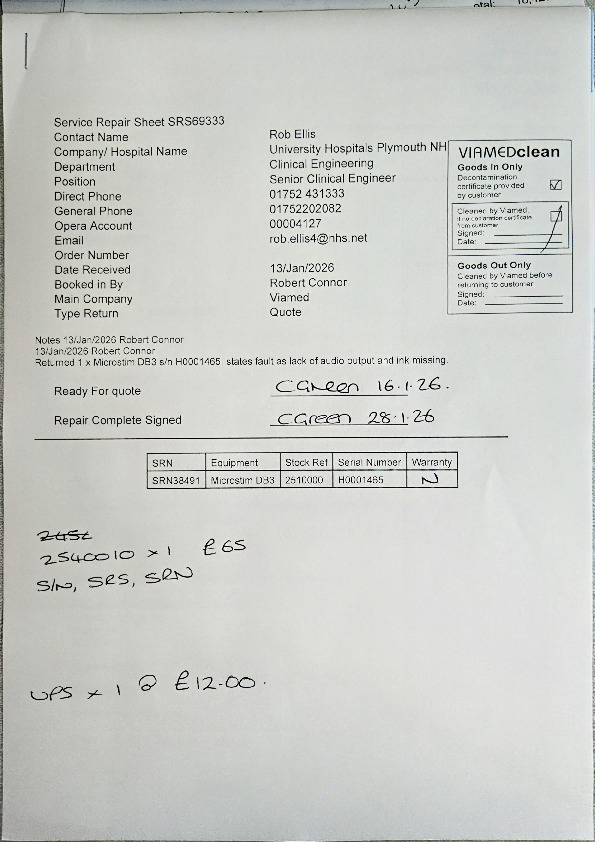 otal:
Service Repair Sheet SRS69333
Contact Name Rob Ellis
Company/ Hospital Name University Hospitals Plymouth NH
Department Clinical Engineering
Position Senior Clinical Engineer
Direct Phone 01752 431333
General Phone 01752202082
Opera Account 00004127
Email rob.ellis4@nhs.net
Order Number
Date Received 13/Jan/2026
Booked in By Robert Connor
Main Company Viamed
Type Return Quote
VIAMEDclean
Goods In Only
Decontamination
certificate provided
by customer
Cleaned by Viamed,
from customer
Signed:
Date:
Goods Out Only
Cleaned by Viamed before
returning to customer
Signed:
Date:
Notes 13/Jan/2026 Robert Connor
13/Jan/2026 Robert Connor
Returned 1 x Microstim DB3 s/n H0001465, states fault as lack of audio output and ink missing.
Ready For quote CGreen 16.1.26.
Repair Complete Signed CGreen 28.1.26
SRN Equipment Stock Ref Serial Number Warranty
SRN38491 Microstim DB3 2510000 H0001465 N
2540010 x 1 £65
S/N, SRS, SRN
UPS x 1 @ £12.00.